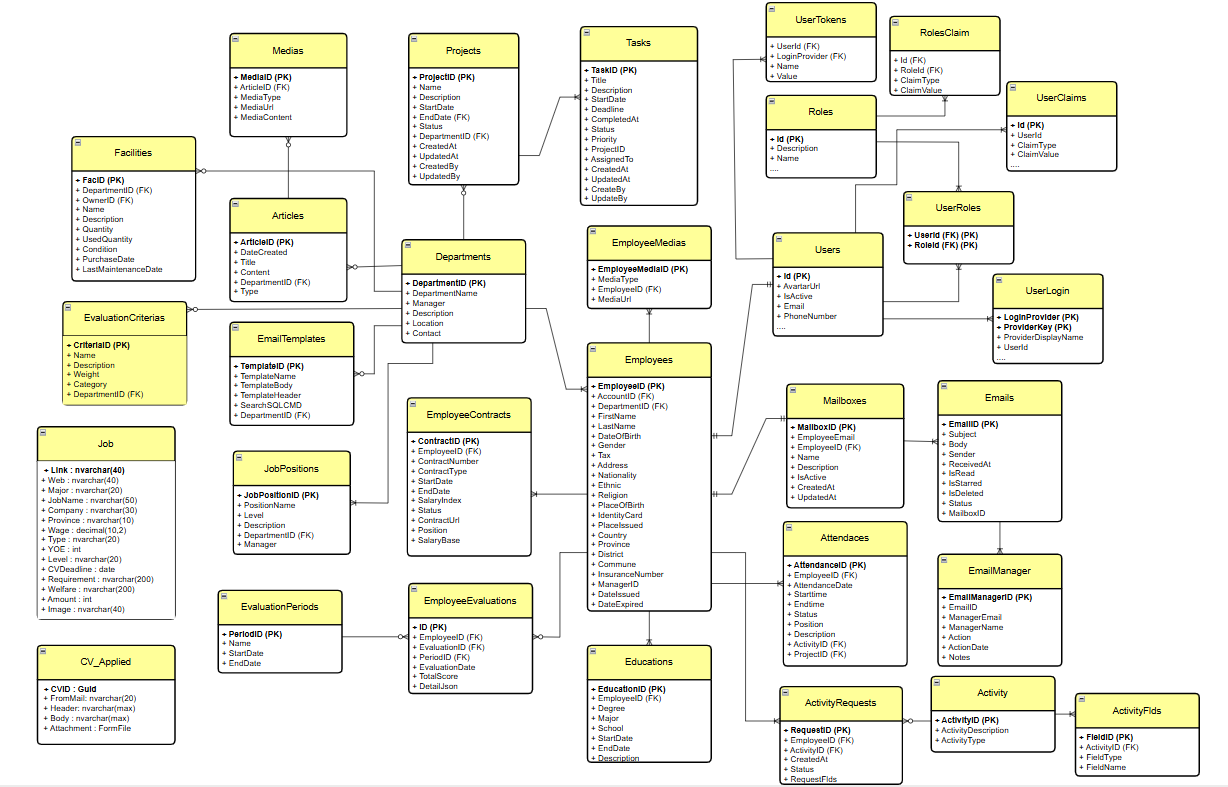 Medias
+ MediaID (PK)
+ ArticleID (FK)
+ MediaType
+ MediaUrl
+ MediaContent
Projects
+ ProjectID (PK)
+ Name
+ Description
+ StartDate
+ EndDate (FK)
+ Status
+ DepartmentID (FK)
+ CreatedAt
+ UpdatedAt
+ CreatedBy
+ UpdatedBy
Tasks
+ TaskID (PK)
+ Title
+ Description
+ StartDate
+ Deadline
+ CompletedAt
+ Status
+ Priority
+ ProjectID
+ AssignedTo
+ CreatedAt
+ UpdatedAt
+ CreateBy
+ UpdateBy
UserTokens
+ UserId (FK)
+ LoginProvider (FK)
+ Name
+ Value
RolesClaim
+ Id (FK)
+ RoleId (FK)
+ ClaimType
+ ClaimValue
Roles
+ Id (PK)
+ Description
+ Name
....
UserClaims
+ Id (PK)
+ UserId
+ ClaimType
+ ClaimValue
....
Facilities
+ FacID (PK)
+ DepartmentID (FK)
+ OwnerID (FK)
+ Name
+ Description
+ Quantity
+ UsedQuantity
+ Condition
+ PurchaseDate
+ LastMaintenanceDate
Articles
+ ArticleID (PK)
+ DateCreated
+ Title
+ Content
+ DepartmentID (FK)
+ Type
Departments
+ DepartmentID (PK)
+ DepartmentName
+ Manager
+ Description
+ Location
+ Contact
EmployeeMedias
+ EmployeeMediaID (PK)
+ MediaType
+ EmployeeID (FK)
+ MediaUrl
Users
+ Id (PK)
+ AvartarUrl
+ IsActive
+ Email
+ PhoneNumber
....
UserRoles
+ UserId (FK) (PK)
+ RoleId (FK) (PK)
UserLogin
+ LoginProvider (PK)
+ ProviderKey (PK)
+ ProviderDisplayName
+ UserId
....
EvaluationCriterias
+ CriteriaID (PK)
+ Name
+ Description
+ Weight
+ Category
+ DepartmentID (FK)
EmailTemplates
+ TemplateID (PK)
+ TemplateName
+ TemplateBody
+ TemplateHeader
+ SearchSQLCMD
+ DepartmentID (FK)
Employees
+ EmployeeID (PK)
+ AccountID (FK)
+ DepartmentID (FK)
+ FirstName
+ LastName
+ DateOfBirth
+ Gender
+ Tax
+ Address
+ Nationality
+ Ethnic
+ Religion
+ PlaceOfBirth
+ IdentityCard
+ PlaceIssued
+ Country
+ Province
+ District
+ Commune
+ InsuranceNumber
+ ManagerID
+ DateIssued
+ DateExpired
EmployeeContracts
+ ContractID (PK)
+ EmployeeID (FK)
+ ContractNumber
+ ContractType
+ StartDate
+ EndDate
+ SalaryIndex
+ Status
+ ContractUrl
+ Position
+ SalaryBase
Mailboxes
+ MailboxID (PK)
+ EmployeeEmail
+ EmployeeID (FK)
+ Name
+ Description
+ IsActive
+ CreatedAt
+ UpdatedAt
Emails
+ EmailID (PK)
+ Subject
+ Body
+ Sender
+ ReceivedAt
+ IsRead
+ IsStarred
+ IsDeleted
+ Status
+ MailboxID
Job
+ Link : nvarchar(40)
+ Web : nvarchar(40)
+ Major : nvarchar(20)
+ JobName : nvarchar(50)
+ Company : nvarchar(30)
+ Province : nvarchar(10)
+ Wage : decimal(10,2)
+ Type : nvarchar(20)
+ YOE : int
+ Level : nvarchar(20)
+ CVDeadline : date
+ Requirement : nvarchar(200)
+ Welfare : nvarchar(200)
+ Amount : int
+ Image : nvarchar(40)
JobPositions
+ JobPositionID (PK)
+ PositionName
+ Level
+ Description
+ DepartmentID (FK)
+ Manager
Attendaces
+ AttendanceID (PK)
+ EmployeeID (FK)
+ AttendanceDate
+ Starttime
+ Endtime
+ Status
+ Position
+ Description
+ ActivityID (FK)
+ ProjectID (FK)
EmailManager
+ EmailManagerID (PK)
+ EmailID
+ ManagerEmail
+ ManagerName
+ Action
+ ActionDate
+ Notes
EvaluationPeriods
+ PeriodID (PK)
+ Name
+ StartDate
+ EndDate
EmployeeEvaluations
+ ID (PK)
+ EmployeeID (FK)
+ EvaluationID (FK)
+ PeriodID (FK)
+ EvaluationDate
+ TotalScore
+ DetailJson
CV_Applied
+ CVID : Guid
+ FromMail: nvarchar(20)
+ Header: nvarchar(max)
+ Body : nvarchar(max)
+ Attachment : FormFile
Educations
+ EducationID (PK)
+ EmployeeID (FK)
+ Degree
+ Major
+ School
+ StartDate
+ EndDate
+ Description
ActivityRequests
+ RequestID (PK)
+ EmployeeID (FK)
+ ActivityID (FK)
+ CreatedAt
+ Status
+ RequestFlds
Activity
+ ActivityID (PK)
+ ActivityDescription
+ ActivityType
ActivityFlds
+ FieldID (PK)
+ ActivityID (FK)
+ FieldType
+ FieldName